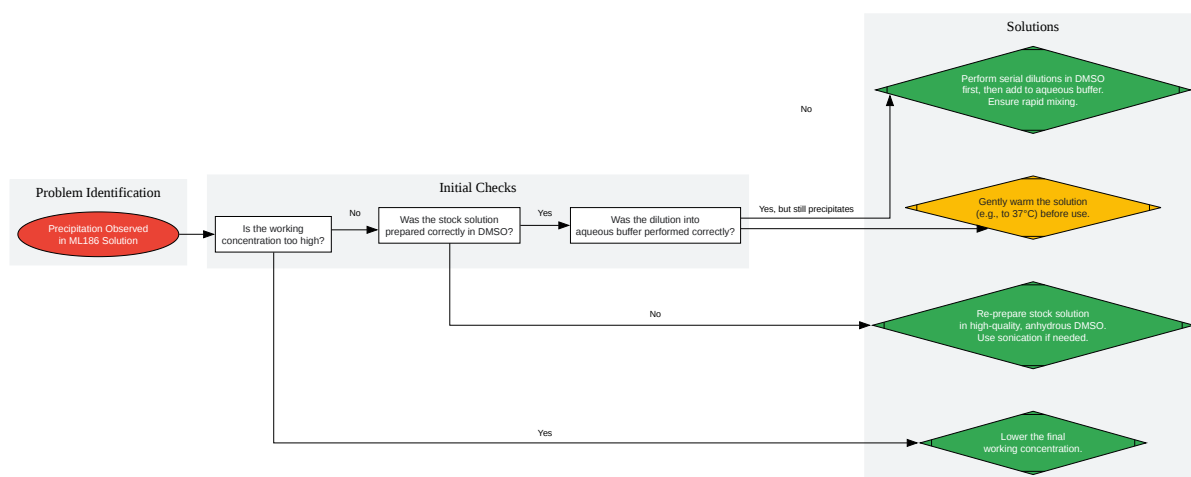 Solutions
Perform serial dilutions in DMSO
first, then add to aqueous buffer.
Ensure rapid mixing.
No
Problem Identification
Initial Checks
Precipitation Observed
in ML186 Solution
Is the working
concentration too high?
No
Was the stock solution
prepared correctly in DMSO?
Yes
Was the dilution into
aqueous buffer performed correctly?
Yes, but still precipitates
Gently warm the solution
(e.g., to 37°C) before use.
No
Re-prepare stock solution
in high-quality, anhydrous DMSO.
Use sonication if needed.
Yes
Lower the final
working concentration.